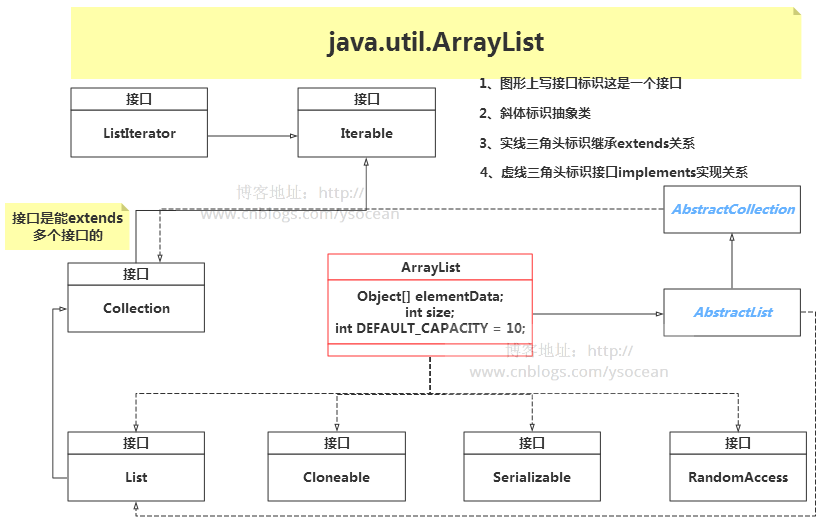 java.util.ArrayList
接口
ListIterator
接口
Iterable
1、图形上写接口标识这是一个接口
2、斜体标识抽象类
3、实线三角头标识继承extends关系
4、虚线三角头标识接口implements实现关系
博客地址：http://
www.cnblogs.com/ysocean
接口是能extends
多个接口的
AbstractCollection
接口
Collection
ArrayList
Object[] elementData;
int size;
int DEFAULT_CAPACITY = 10;
AbstractList
博客地址：http://
www.cnblogs.com/ysocean
接口
List
接口
Cloneable
接口
Serializable
接口
RandomAccess